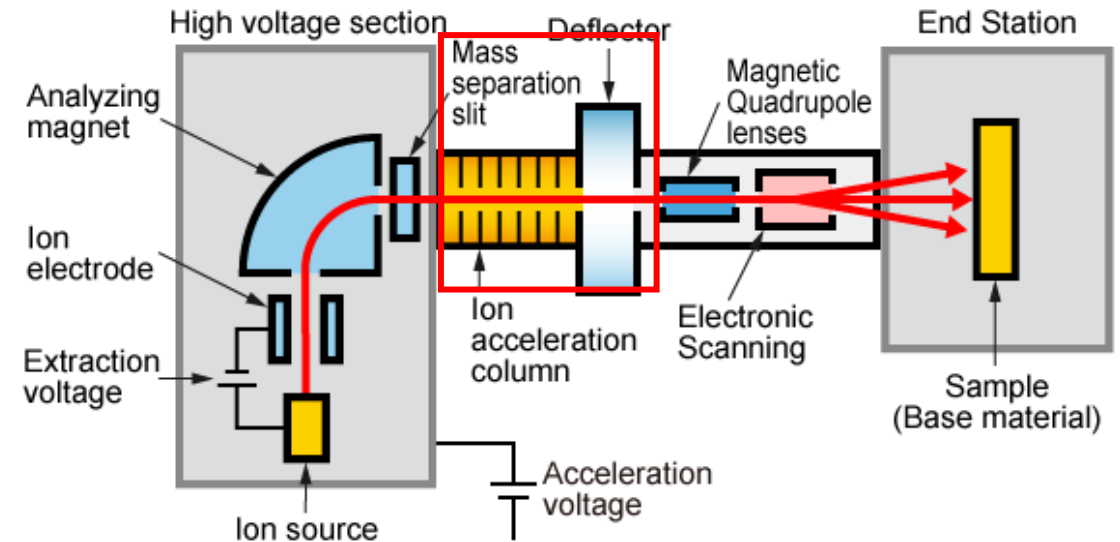 High voltage section
Deflector
End Station
Mass
separation
slit
Magnetic
Quadrupole
lenses
Analyzing
magnet
Ion
electrode
Extraction
voltage
Ion
acceleration
column
Electronic
Scanning
Sample
(Base material)
Acceleration
voltage
Ion source